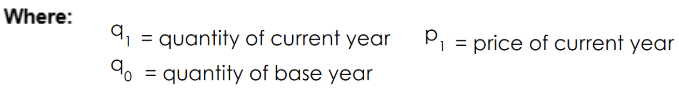 Where:
q₁ = quantity of current year p₁ = price of current year
q₀ = quantity of base year